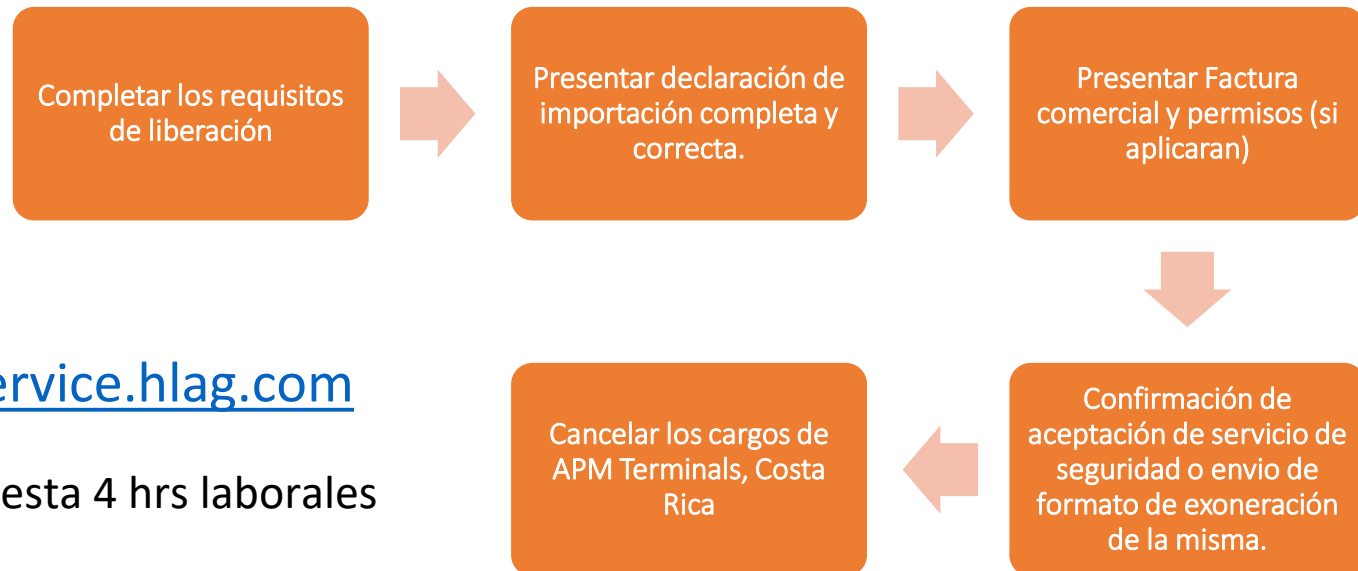 Completar los requisitos
de liberación
Presentar declaración de
importación completa y
correcta.
Presentar Factura
comercial y permisos (si
aplicaran)
Confirmación de
aceptación de servicio de
seguridad o envio de
formato de exoneración
de la misma.
Cancelar los cargos de
APM Terminals, Costa
Rica
ervice.hlag.com
esta 4 hrs laborales